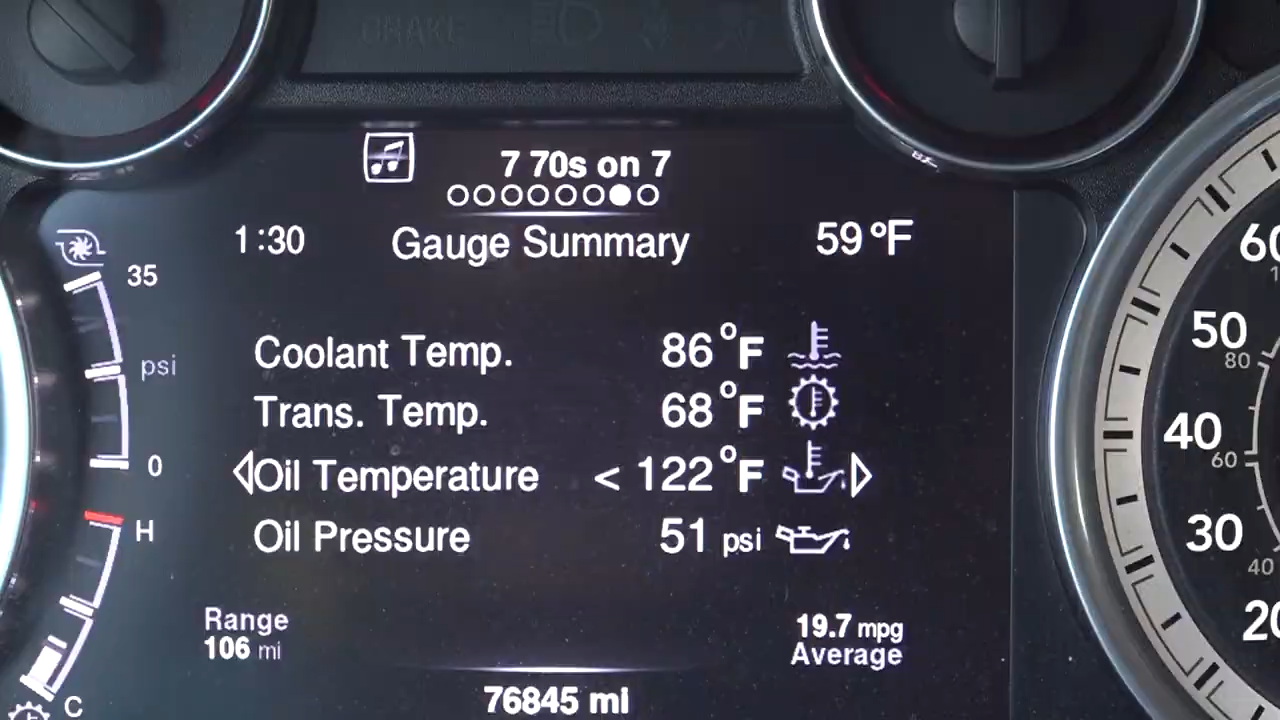 BRAKE
7 70s on 7
1:30 Gauge Summary 59°F
35
psi
0
H
C
Coolant Temp. 86°F
Trans. Temp. 68°F
Oil Temperature < 122°F
Oil Pressure 51 psi
Range
106 mi
19.7 mpg
Average
76845 mi
60
50
80
40
60
30
40
20